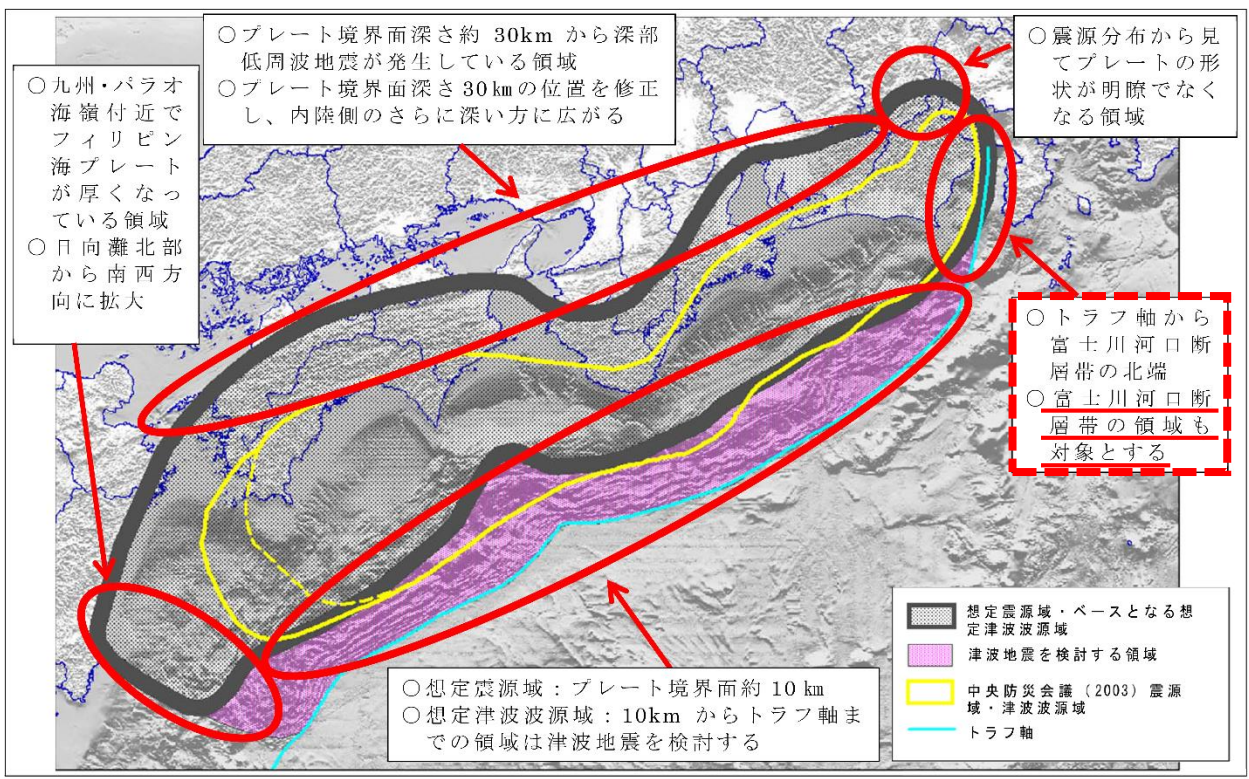 ○プレート境界面深さ約 30km から深部
低周波地震が発生している領域
○プレート境界面深さ 30㎞の位置を修正
し、内陸側のさらに深い方に広がる
○震源分布から見
てプレートの形
状が明瞭でなく
なる領域
○九州・パラオ
海嶺付近で
フィリピン
海プレート
が厚くなっ
ている領域
○日向灘北部
から南西方
向に拡大
○トラフ軸から
富士川河口断
層帯の北端
○富士川河口断
層帯の領域も
対象とする
○想定震源域：プレート境界面約 10 ㎞
○想定津波波源域：10km からトラフ軸ま
での領域は津波地震を検討する
想定震源域・ベースとなる想
定津波波源域
津波地震を検討する領域
中央防災会議（2003）震源
域・津波波源域
トラフ軸